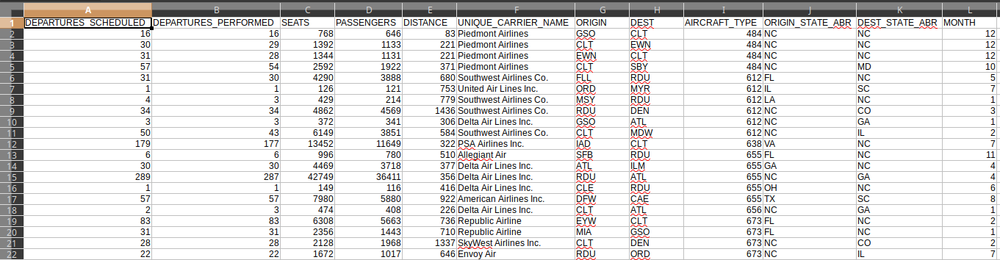 A B C D E F G H I J K L
1 DEPARTURES_SCHEDULED DEPARTURES_PERFORMED SEATS PASSENGERS DISTANCE UNIQUE_CARRIER_NAME ORIGIN DEST AIRCRAFT_TYPE ORIGIN_STATE_ABR DEST_STATE_ABR MONTH
2 16 16 768 646 83 Piedmont Airlines GSO CLT 484 NC NC 12
3 30 29 1392 1133 221 Piedmont Airlines CLT EWN 484 NC NC 12
4 31 28 1344 1131 221 Piedmont Airlines EWN CLT 484 NC NC 12
5 57 54 2592 1922 371 Piedmont Airlines CLT SBY 484 NC MD 10
6 31 30 4290 3888 680 Southwest Airlines Co. FLL RDU 612 FL NC 5
7 1 1 126 121 753 United Air Lines Inc. ORD MYR 612 IL SC 7
8 4 3 429 214 779 Southwest Airlines Co. MSY RDU 612 LA NC 1
9 34 34 4862 4569 1436 Southwest Airlines Co. RDU DEN 612 NC CO 3
10 3 3 372 341 306 Delta Air Lines Inc. GSO ATL 612 NC GA 1
11 50 43 6149 3851 584 Southwest Airlines Co. CLT MDW 612 NC IL 2
12 179 177 13452 11649 322 PSA Airlines Inc. IAD CLT 638 VA NC 7
13 6 6 996 780 510 Allegiant Air SFB RDU 655 FL NC 11
14 30 30 4469 3718 377 Delta Air Lines Inc. ATL ILM 655 GA NC 4
15 289 287 42749 36411 356 Delta Air Lines Inc. RDU ATL 655 NC GA 4
16 1 1 149 116 416 Delta Air Lines Inc. CLE RDU 655 OH NC 6
17 57 57 7980 5880 922 American Airlines Inc. DFW CAE 655 TX SC 8
18 2 3 474 408 226 Delta Air Lines Inc. CLT ATL 656 NC GA 1
19 83 83 6308 5663 736 Republic Airline EYW CLT 673 FL NC 2
20 31 31 2356 1443 710 Republic Airline MIA GSO 673 FL NC 1
21 28 28 2128 1968 1337 SkyWest Airlines Inc. CLT DEN 673 NC CO 2
22 22 22 1672 1017 646 Envoy Air RDU ORD 673 NC IL 7